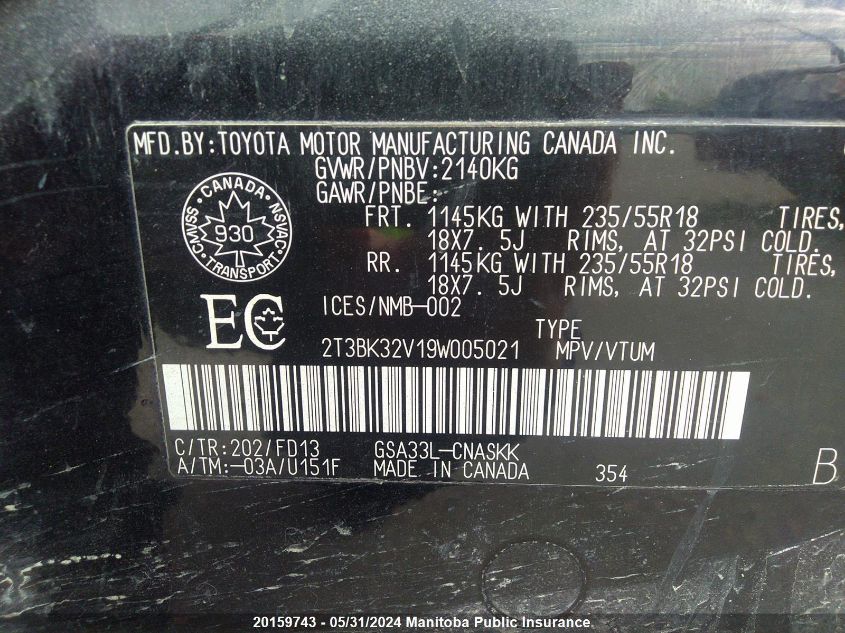 MFD.BY:TOYOTA MOTOR MANUFACTURING CANADA INC.
GVWR/PNBV:2140KG
GAWR/PNBE:-
FRT. 1145KG WITH 235/55R18 TIRES,
18X7.5J RIMS, AT 32PSI COLD.
RR. 1145KG WITH 235/55R18 TIRES,
18X7.5J RIMS, AT 32PSI COLD.
CANADA
CMVSS 930 NSVAC
TRANSPORT
EC
ICES/NMB-002
TYPE
2T3BK32V19W005021 MPV/VTUM
C/TR:202/FD13 GSA33L-CNASKK
A/TM:-03A/U151F MADE IN CANADA 354 B
20159743 - 05/31/2024 Manitoba Public Insurance.